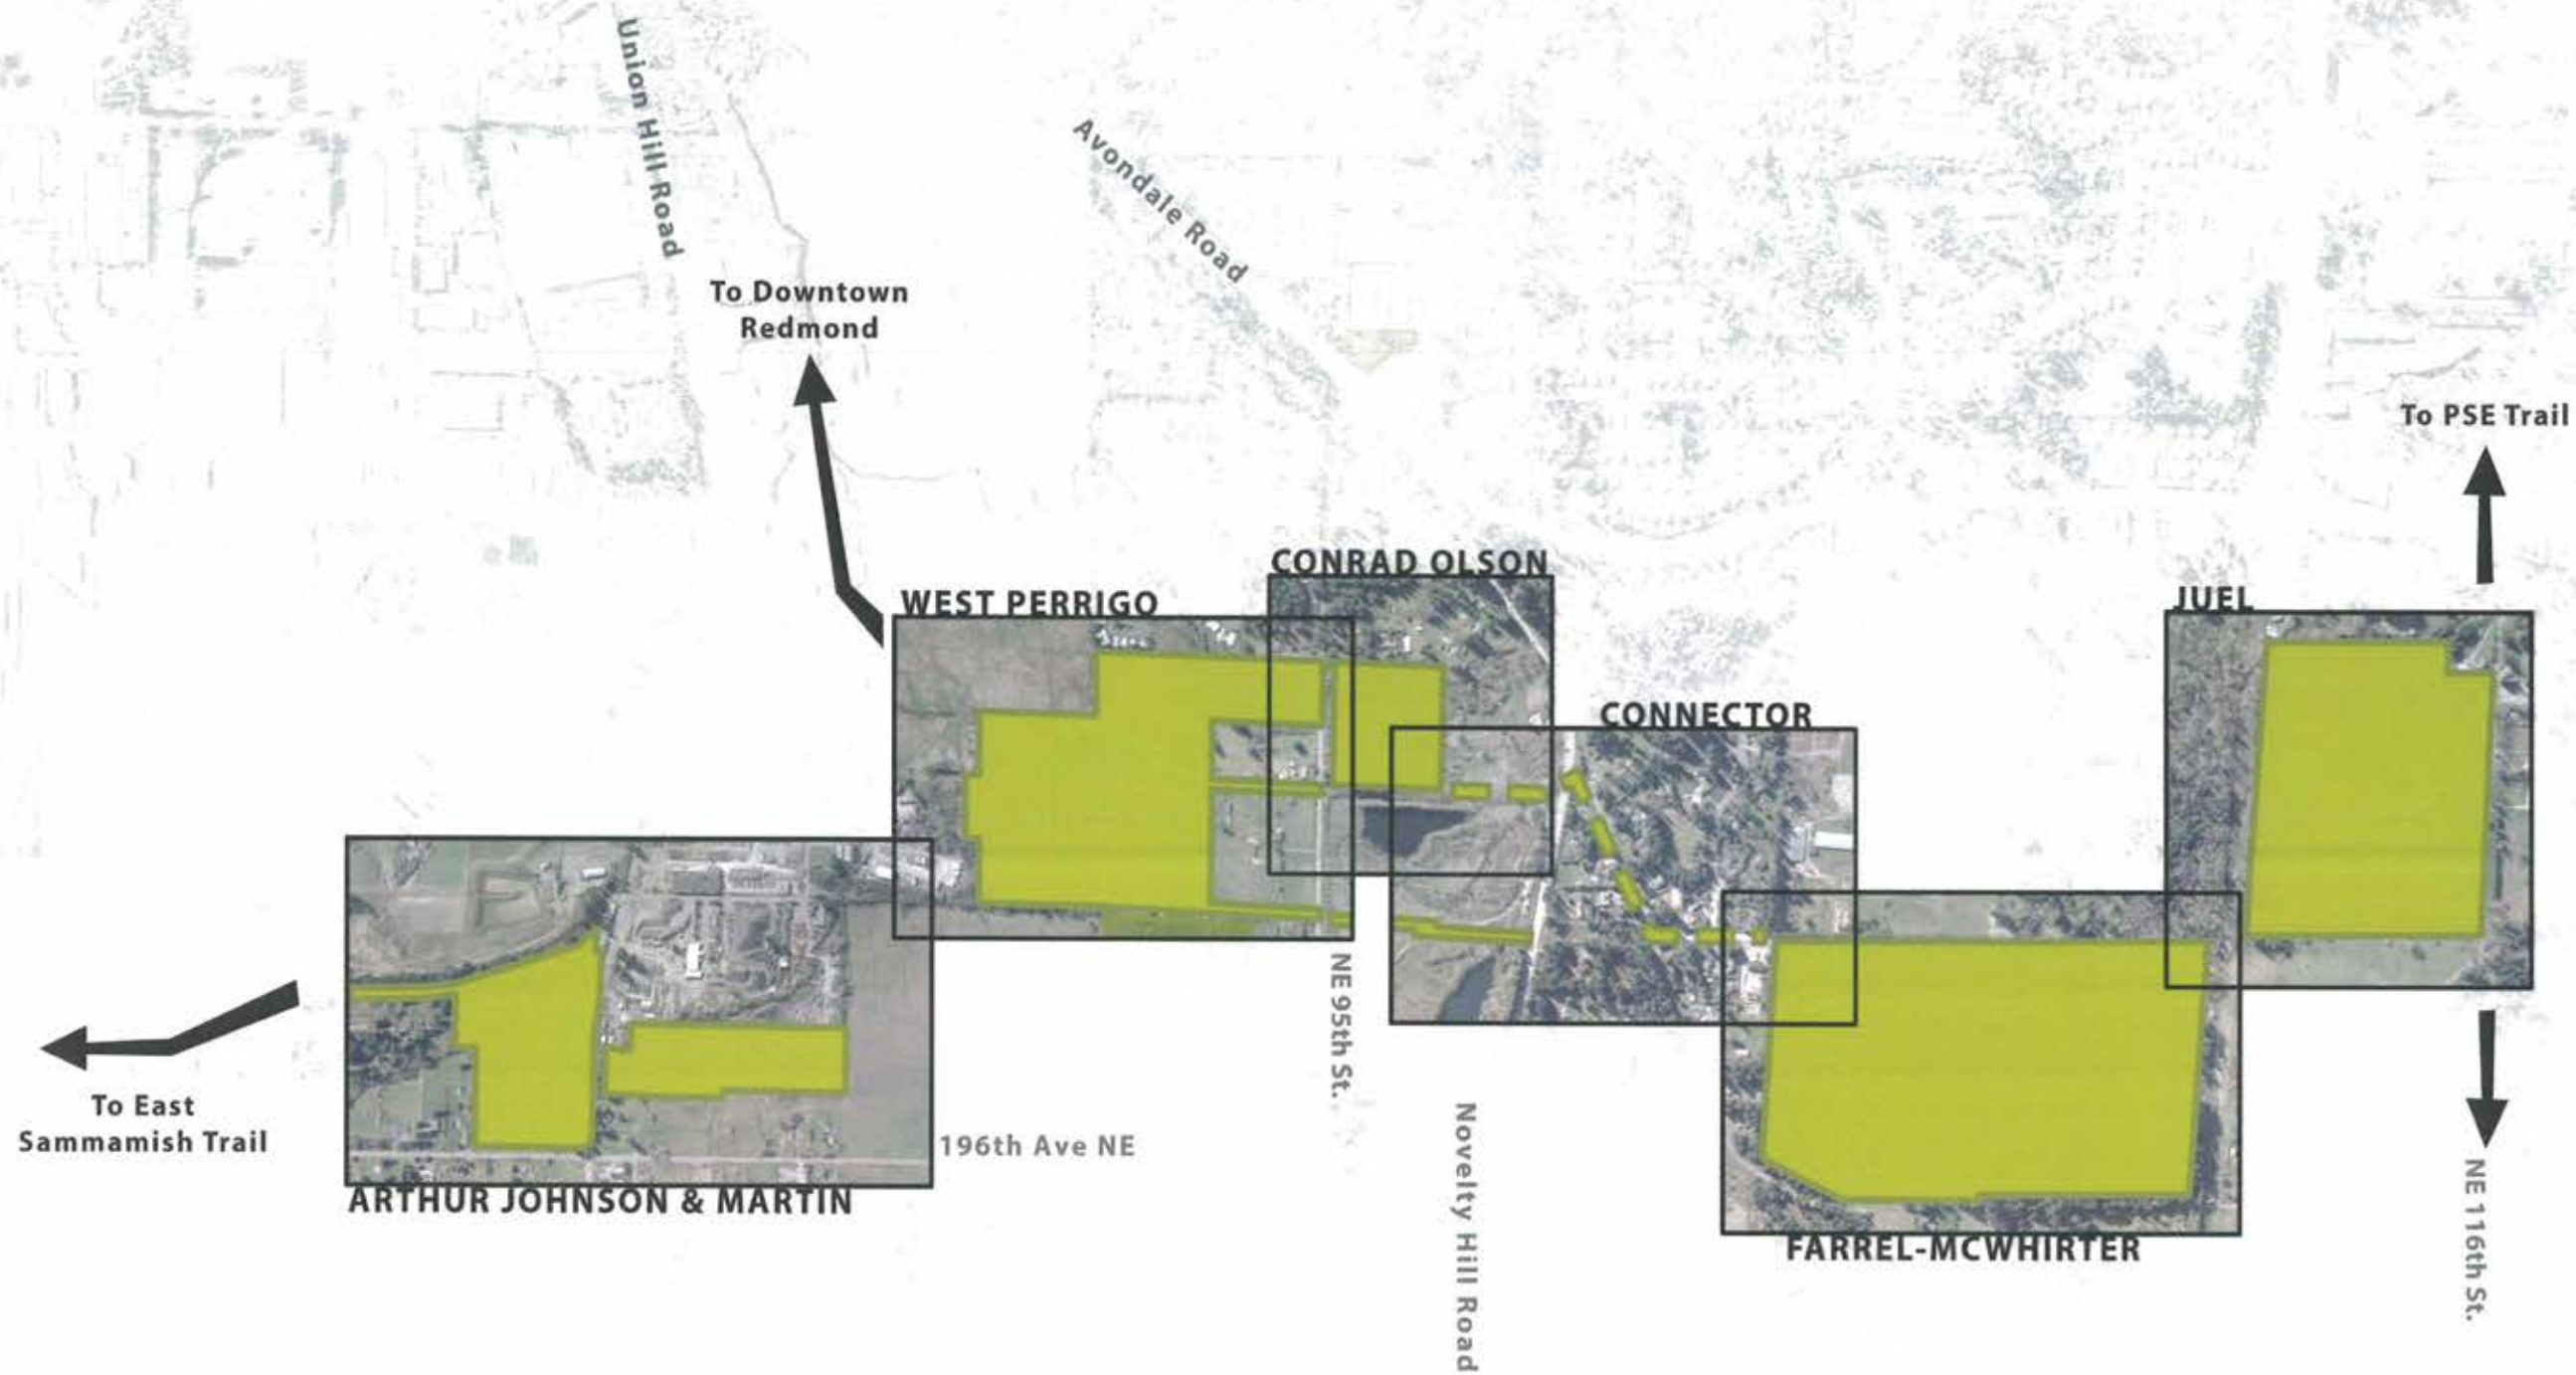 Union Hill Road
Avondale Road
To Downtown
Redmond
To PSE Trail
CONRAD OLSON
WEST PERRIGO
JUEL
CONNECTOR
NE 95th St.
To East
Sammamish Trail
196th Ave NE
Novelty Hill Road
NE 116th St.
ARTHUR JOHNSON & MARTIN
FARREL-MCWHIRTER